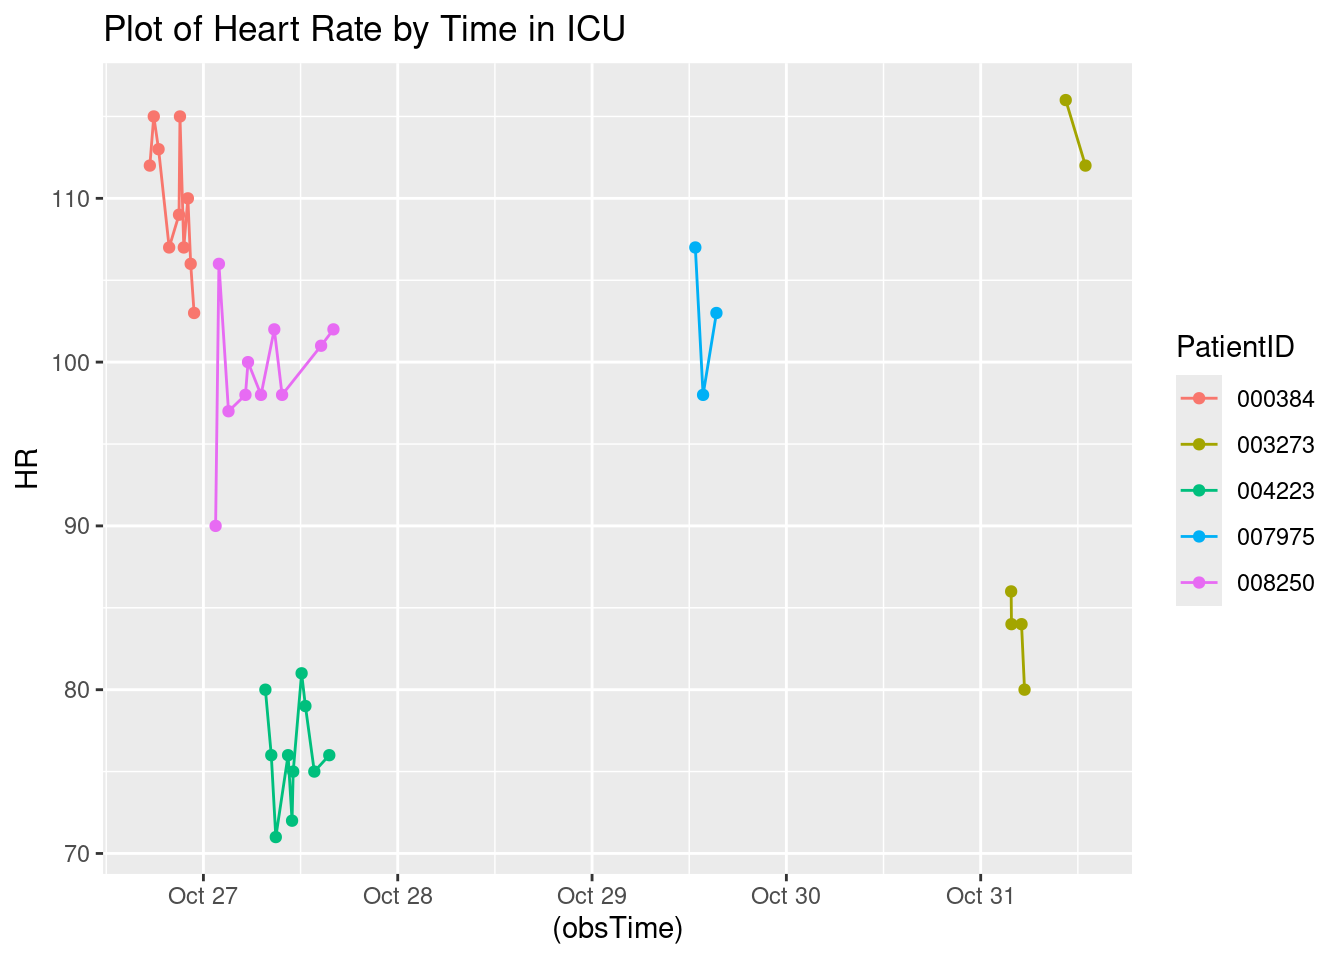 Plot of Heart Rate by Time in ICU
HR
110
100
90
80
70
Oct 27
Oct 28
Oct 29
Oct 30
Oct 31
(obsTime)
PatientID
000384
003273
004223
007975
008250